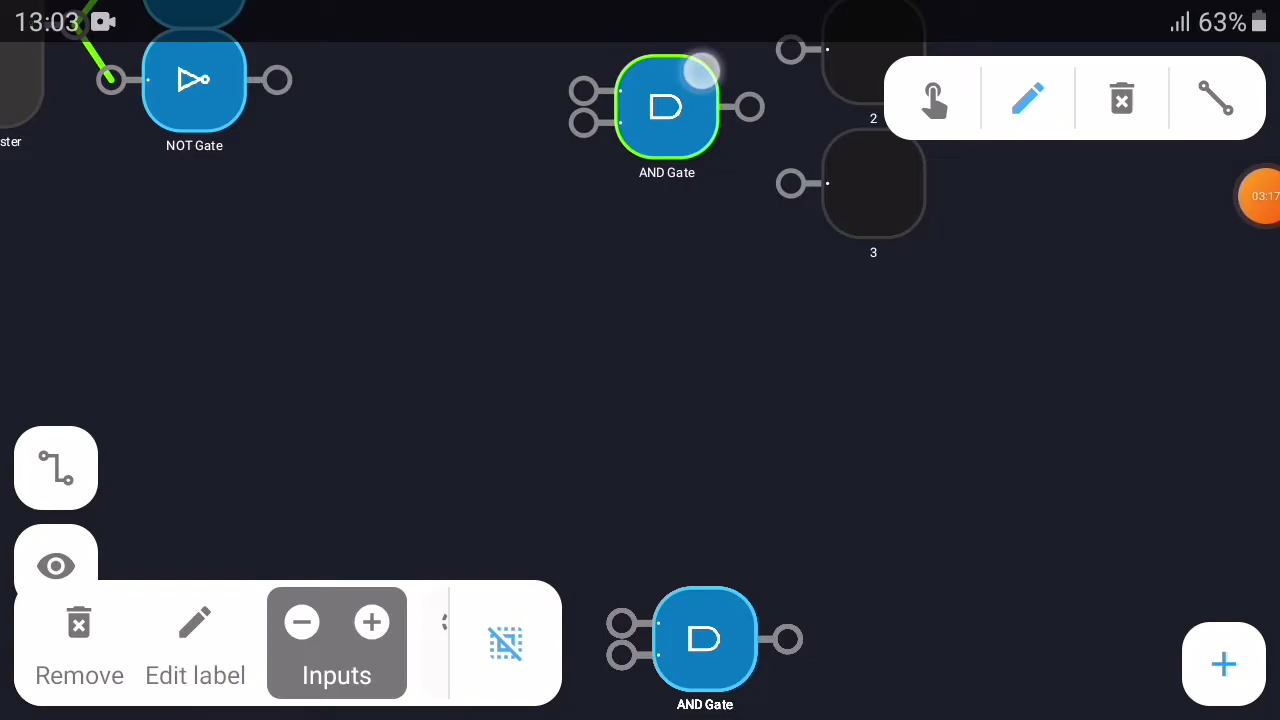 13:03
63%
2
03:17
ster
NOT Gate
AND Gate
3
Remove
Edit label
Inputs
AND Gate